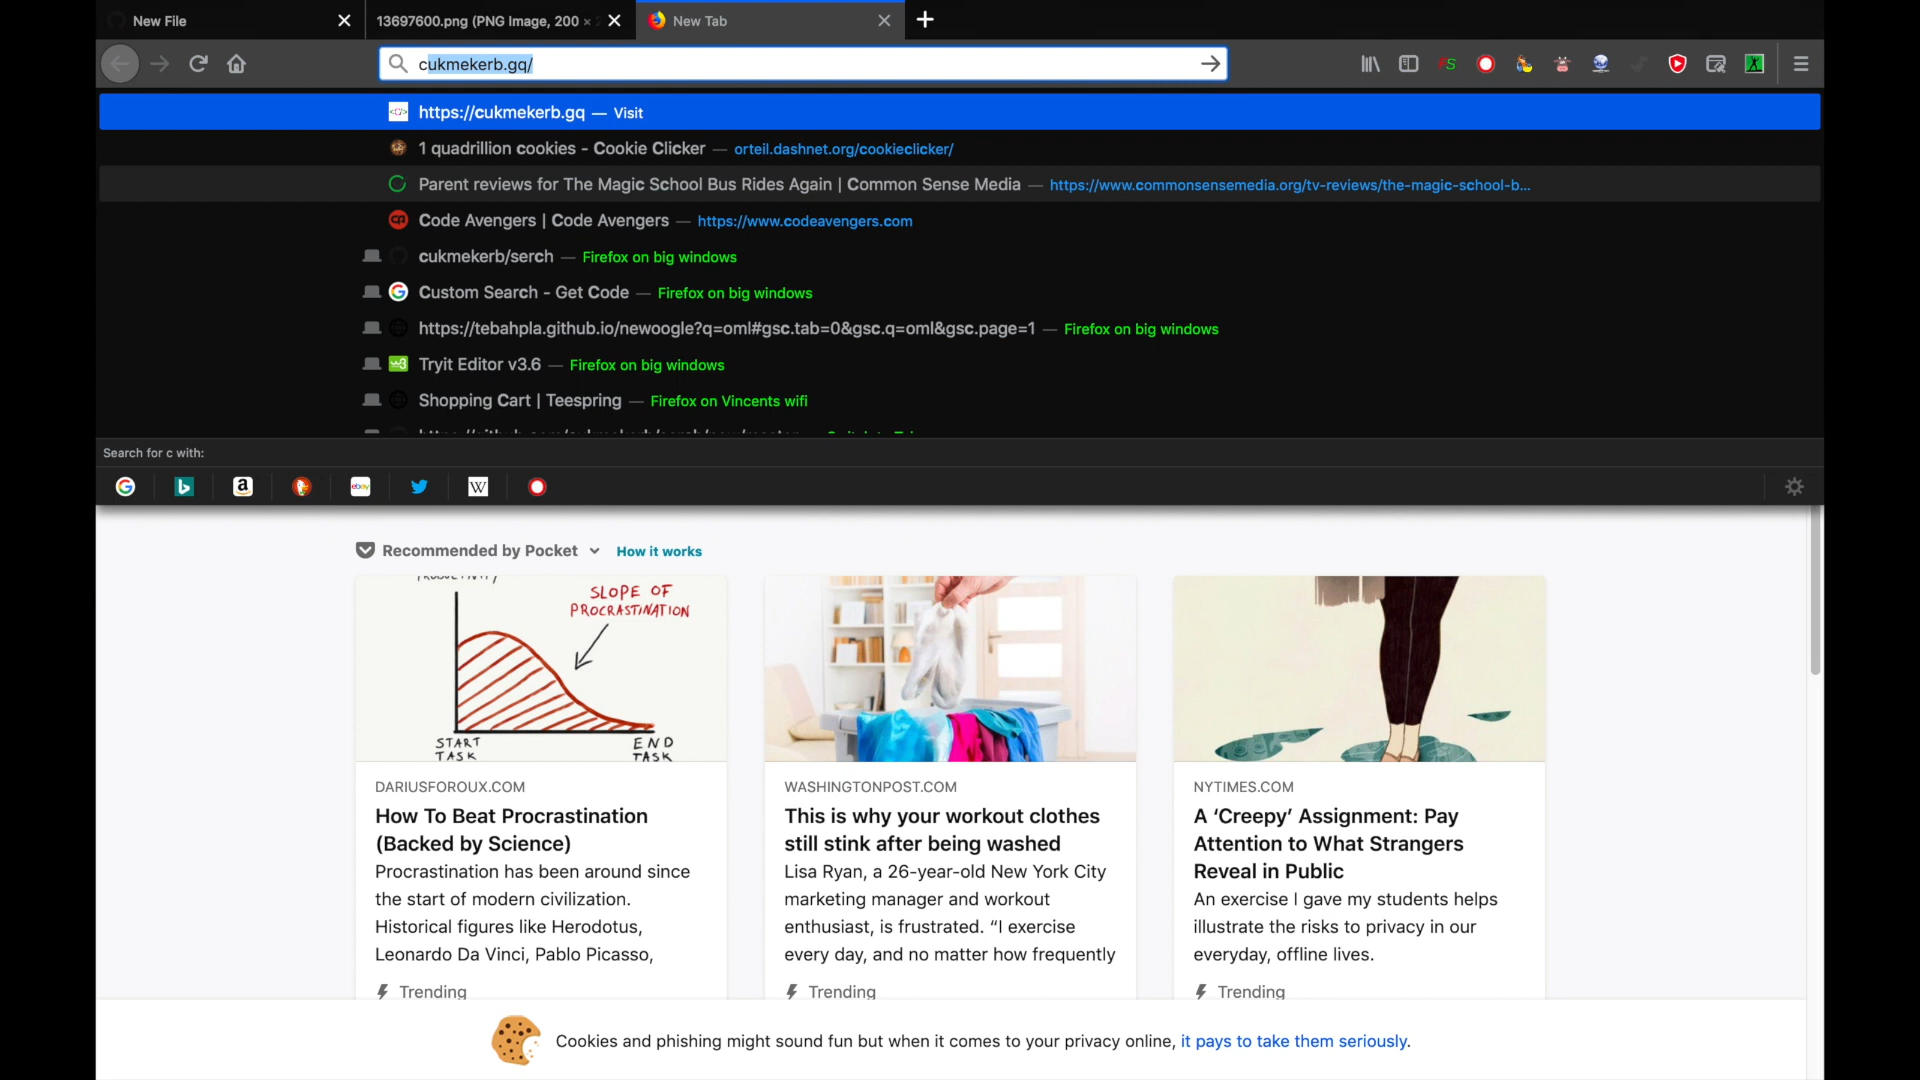 New File
13697600.png (PNG Image, 200 ×
New Tab
cukmekerb.gq/
https://cukmekerb.gq — Visit
1 quadrillion cookies - Cookie Clicker — orteil.dashnet.org/cookieclicker/
Parent reviews for The Magic School Bus Rides Again | Common Sense Media — https://www.commonsensemedia.org/tv-reviews/the-magic-school-b...
Code Avengers | Code Avengers — https://www.codeavengers.com
cukmekerb/serch — Firefox on big windows
Custom Search - Get Code — Firefox on big windows
https://tebahpla.github.io/newoogle?q=oml#gsc.tab=0&gsc.q=oml&gsc.page=1 — Firefox on big windows
Tryit Editor v3.6 — Firefox on big windows
Shopping Cart | Teespring — Firefox on Vincents wifi
Search for c with:
Recommended by Pocket How it works
SLOPE OF
PROCRASTINATION
START
TASK
END
TASK
DARIUSFOROUX.COM
How To Beat Procrastination
(Backed by Science)
Procrastination has been around since
the start of modern civilization.
Historical figures like Herodotus,
Leonardo Da Vinci, Pablo Picasso,
Trending
WASHINGTONPOST.COM
This is why your workout clothes
still stink after being washed
Lisa Ryan, a 26-year-old New York City
marketing manager and workout
enthusiast, is frustrated. “I exercise
every day, and no matter how frequently
Trending
NYTIMES.COM
A ‘Creepy’ Assignment: Pay
Attention to What Strangers
Reveal in Public
An exercise I gave my students helps
illustrate the risks to privacy in our
everyday, offline lives.
Trending
Cookies and phishing might sound fun but when it comes to your privacy online, it pays to take them seriously.